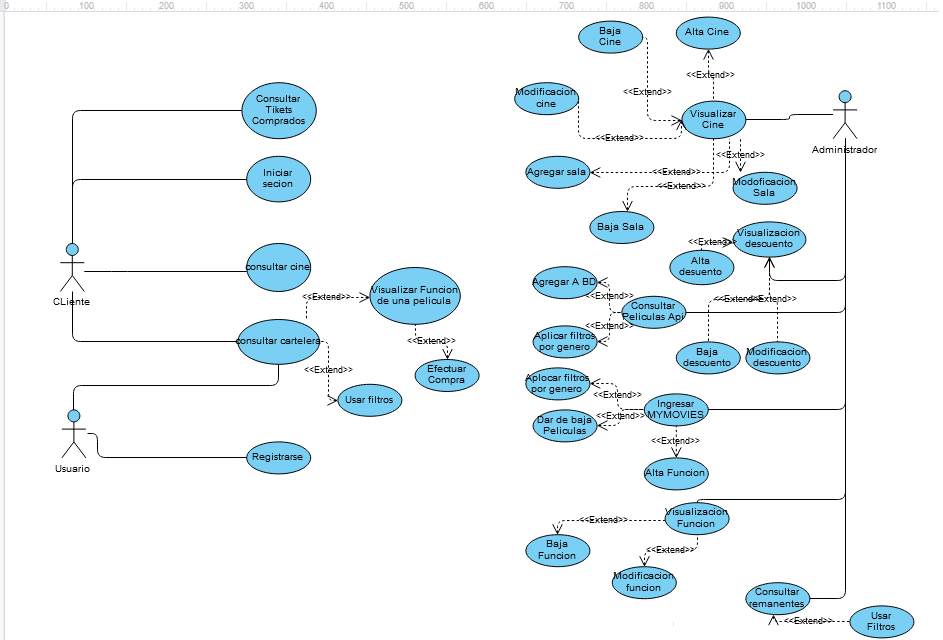 0 100 200 300 400 500 600 700 800 900 1000 1100
Baja
Cine
Alta Cine
<<Extend>>
<<Extend>>
Modificacion
cine
Visualizar
Cine
<<Extend>>
Administrador
<<Extend>>
Agregar sala
<<Extend>>
<<Extend>>
Modoficacion
Sala
Baja Sala
Consultar
Tikets
Comprados
Iniciar
secion
CLiente
consultar cine
<<Extend>>
Visualizar Funcion
de una pelicula
<<Extend>>
consultar cartelera
<<Extend>>
Efectuar
Compra
Usar filtros
Usuario
Registrarse
Visualizacion
descuento
<<Extend>>
Alta
desuento
<<Extend>>
<<Extend>>
Baja
descuento
Modificacion
descuento
Agregar A BD
<<Extend>>
Consultar
Peliculas Api
<<Extend>>
Aplicar filtros
por genero
Aplocar filtros
por genero
<<Extend>>
Ingresar
MYMOVIES
<<Extend>>
Dar de baja
Peliculas
<<Extend>>
Alta Funcion
Visualizacion
Funcion
<<Extend>>
Baja
Funcion
<<Extend>>
Modificacion
funcion
Consultar
remanentes
<<Extend>>
Usar
Filtros